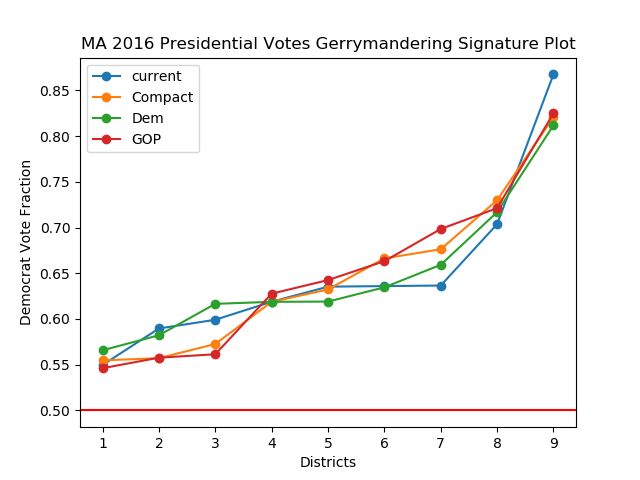 MA 2016 Presidential Votes Gerrymandering Signature Plot
current
Compact
Dem
GOP
Democrat Vote Fraction
0.85
0.80
0.75
0.70
0.65
0.60
0.55
0.50
1 2 3 4 5 6 7 8 9
Districts